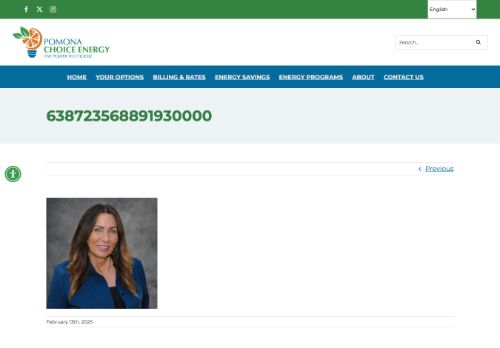 English
POMONA
CHOICE ENERGY
THE POWER TO CHOOSE
Search...
HOME YOUR OPTIONS BILLING & RATES ENERGY SAVINGS ENERGY PROGRAMS ABOUT CONTACT US
638723568891930000
Previous
February 13th, 2025